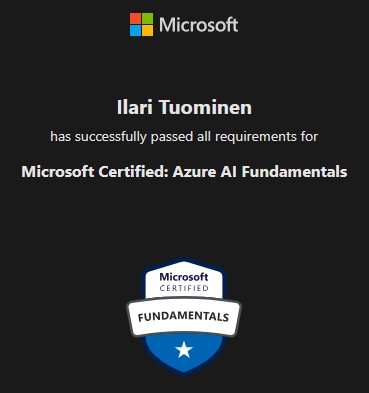 Microsoft
Ilari Tuominen
has successfully passed all requirements for
Microsoft Certified: Azure AI Fundamentals
Microsoft
CERTIFIED
FUNDAMENTALS